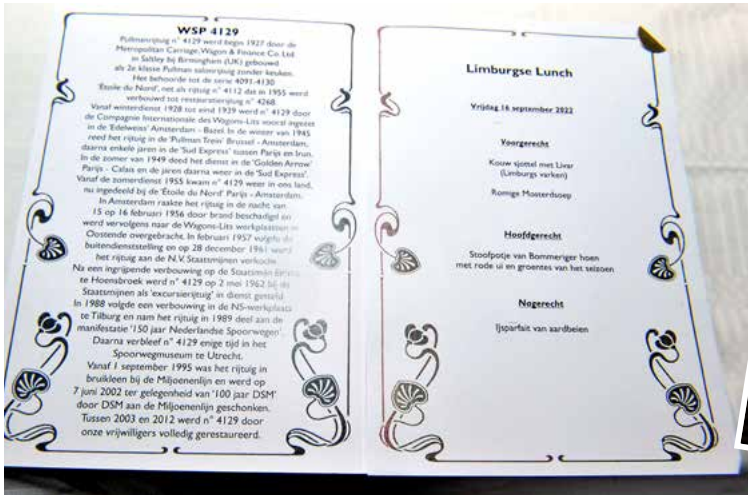 WSP 4129
Pullmanrijtuig n° 4129 werd begin 1927 door de
Metropolitan Carriage, Wagon & Finance Co. Ltd
in Saltley bij Birmingham (UK) gebouwd
als 2e klasse Pullman salonrijtuig zonder keuken.
Het behoorde tot de serie 4091-4130
'Etoile du Nord', net als rijtuig n° 4112 dat in 1955 werd
verbouwd tot restauratierijtuig n° 4268.
Vanaf winterdienst 1928 tot eind 1939 werd n° 4129 door
de Compagnie Internationale des Wagons-Lits vooral ingezet
in de 'Edelweiss' Amsterdam - Bazel. In de winter van 1945
reed het rijtuig in de 'Pullman Trein' Brussel - Amsterdam,
daarna enkele jaren in de 'Sud Express' tussen Parijs en Irun.
In de zomer van 1949 deed het dienst in de 'Golden Arrow'
Parijs - Calais en de jaren daarna weer in de 'Sud Express'.
Vanaf de zomerdienst 1955 kwam n° 4129 weer in ons land,
nu ingedeeld bij de 'Étoile du Nord' Parijs - Amsterdam.
In Amsterdam raakte het rijtuig in de nacht van
15 op 16 februari 1956 door brand beschadigd en
werd vervolgens naar de Wagons-Lits werkplaatsen in
Oostende overgebracht. In februari 1957 volgde de
buitendienststelling en op 28 december 1961 werd
het rijtuig aan de N.V. Staatsmijnen verkocht.
Na een ingrijpende verbouwing op de Staatsmijn Emma
te Hoensbroek werd n° 4129 op 2 mei 1962 bij de
Staatsmijnen als 'excursierijtuig' in dienst gesteld.
In 1988 volgde een verbouwing in de NS-werkplaats
te Tilburg en nam het rijtuig in 1989 deel aan de
manifestatie '150 jaar Nederlandse Spoorwegen'.
Daarna verbleef n° 4129 enige tijd in het
Spoorwegmuseum te Utrecht.
Vanaf 1 september 1995 was het rijtuig in
bruikleen bij de Miljoenenlijn en werd op
7 juni 2002 ter gelegenheid van '100 jaar DSM'
door DSM aan de Miljoenenlijn geschonken.
Tussen 2003 en 2012 werd n° 4129 door
onze vrijwilligers volledig gerestaureerd.
Limburgse Lunch
Vrijdag 16 september 2022
Voorgerecht
Kouw sjottel met Livar
(Limburgs varken)
Romige Mosterdsoep
Hoofdgerecht
Stoofpotje van Bommeriger hoen
met rode ui en groentes van het seizoen
Nagerecht
Ijsparfait van aardbeien